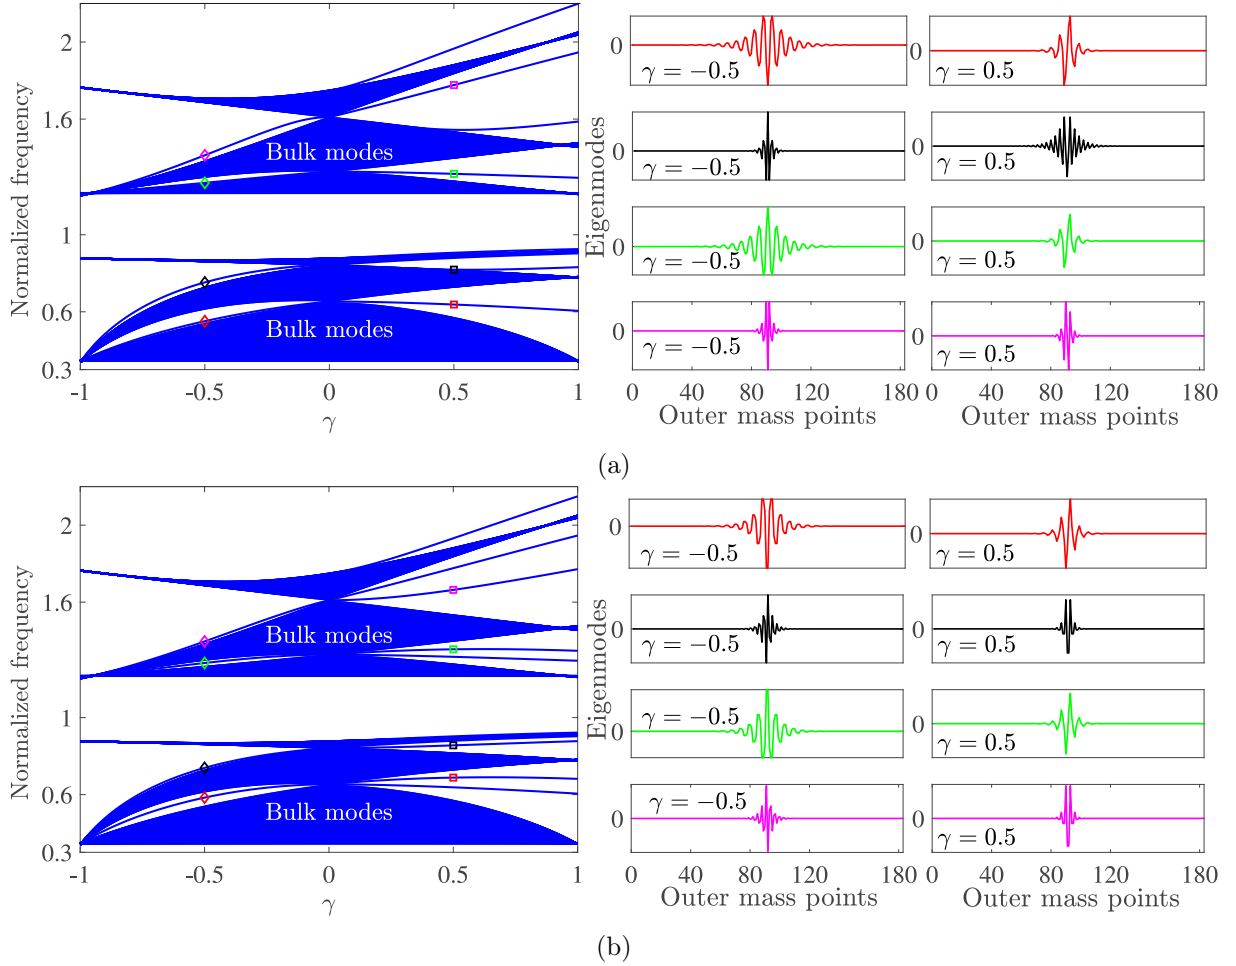 Normalized frequency
2
1.6
1
0.6
0.3
Bulk modes
Bulk modes
-1
-0.5
0
0.5
1
γ
Eigenmodes
0
γ = −0.5
0
γ = 0.5
0
γ = −0.5
0
γ = 0.5
0
γ = −0.5
0
γ = 0.5
0
γ = −0.5
0
γ = 0.5
0
40
80
120
180
0
40
80
120
180
Outer mass points
Outer mass points
(a)
Normalized frequency
2
1.6
1
0.6
0.3
Bulk modes
Bulk modes
-1
-0.5
0
0.5
1
γ
Eigenmodes
0
γ = −0.5
0
γ = 0.5
0
γ = −0.5
0
γ = 0.5
0
γ = −0.5
0
γ = 0.5
0
γ = −0.5
0
γ = 0.5
0
40
80
120
180
0
40
80
120
180
Outer mass points
Outer mass points
(b)